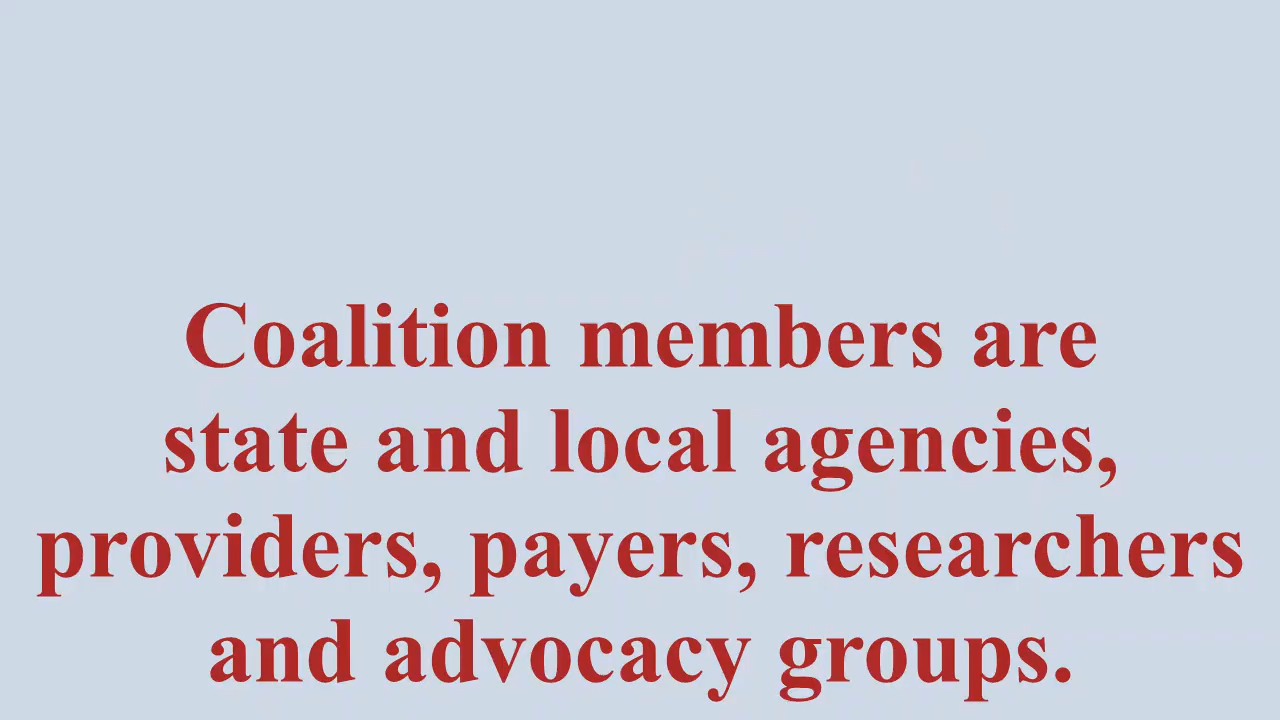 Coalition members are
state and local agencies,
providers, payers, researchers
and advocacy groups.